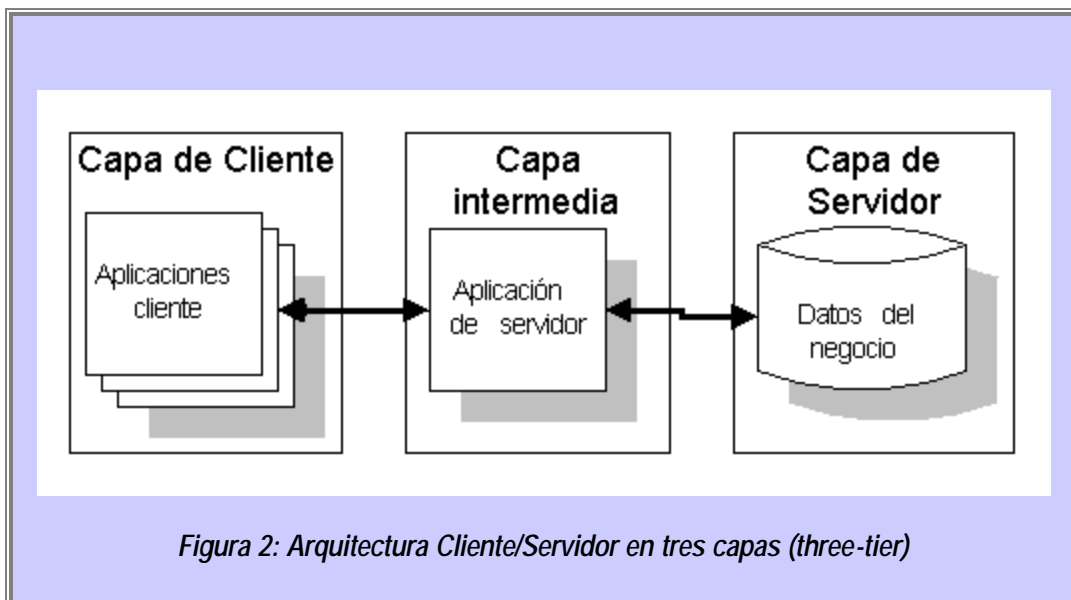 Capa de Cliente
Aplicaciones
cliente
Capa
intermedia
Aplicación
de servidor
Capa de
Servidor
Datos del
negocio
Figura 2: Arquitectura Cliente/Servidor en tres capas (three-tier)